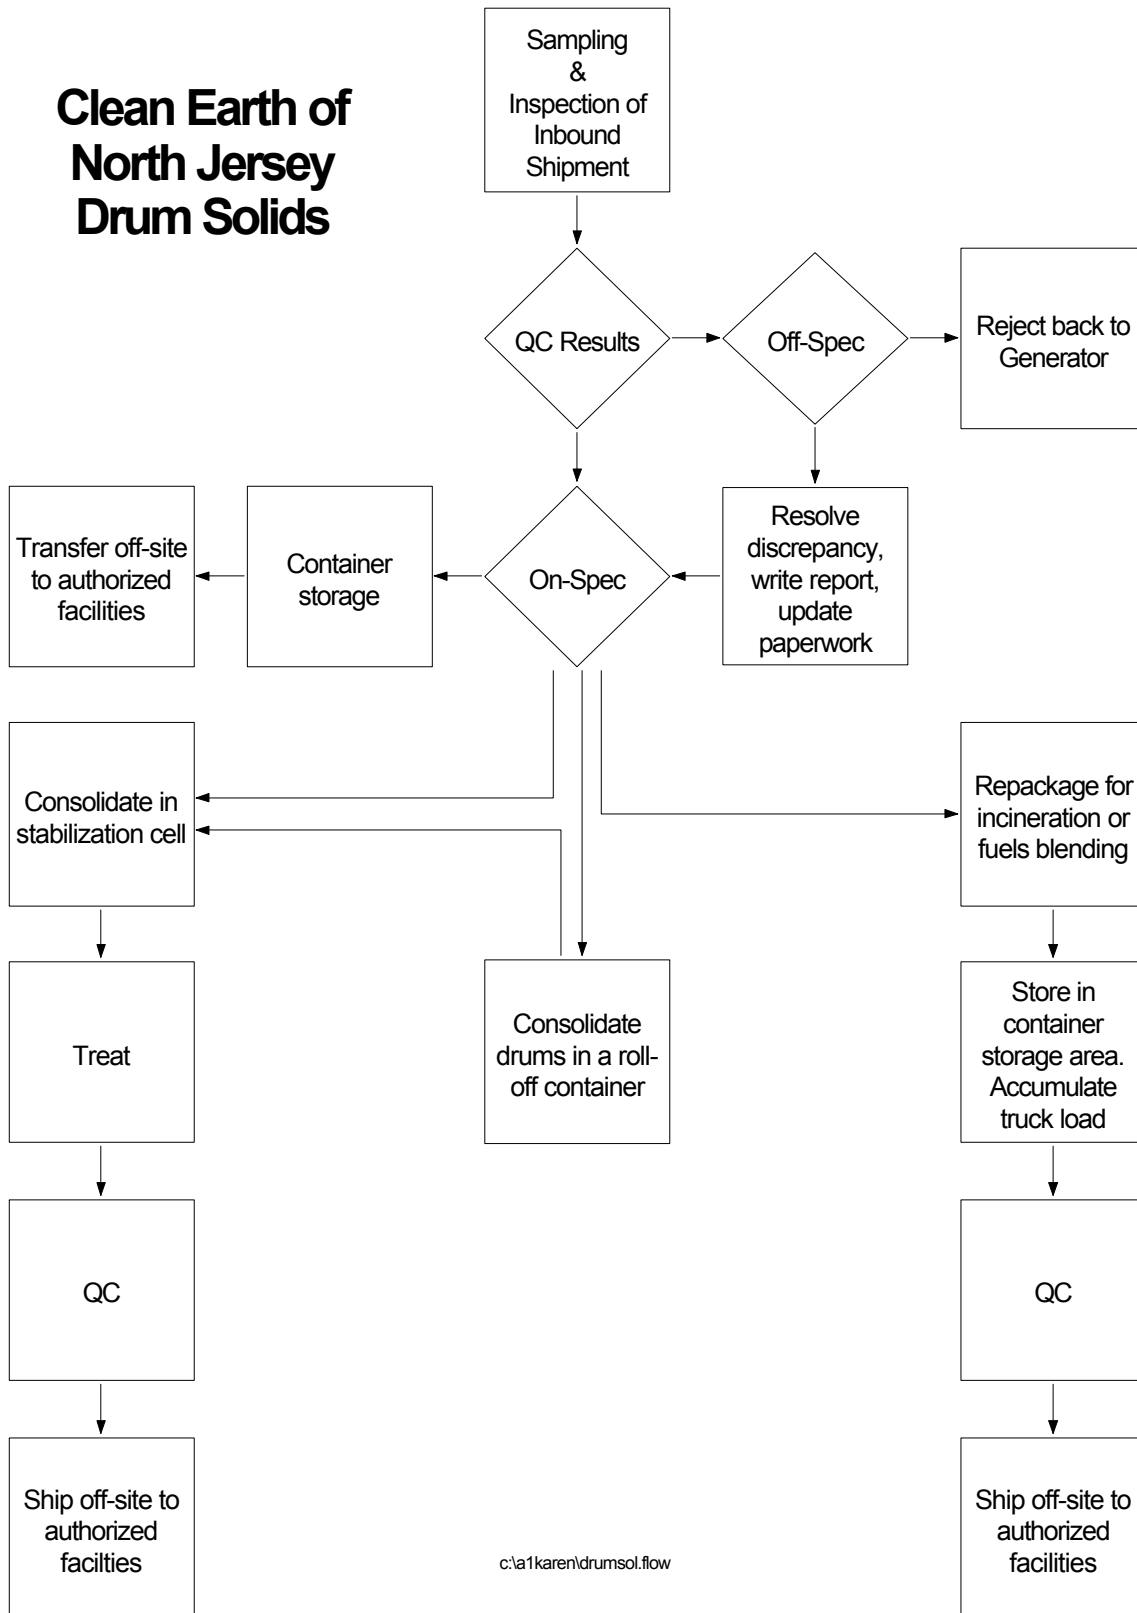 Clean Earth of
North Jersey
Drum Solids
Sampling
&
Inspection of
Inbound
Shipment
QC Results
Off-Spec
Reject back to
Generator
Transfer off-site
to authorized
facilities
Container
storage
On-Spec
Resolve
discrepancy,
write report,
update
paperwork
Consolidate in
stabilization cell
Repackage for
incineration or
fuels blending
Treat
Consolidate
drums in a roll-
off container
Store in
container
storage area.
Accumulate
truck load
QC
QC
Ship off-site to
authorized
facilties
c:\a1karen\drumsol.flow
Ship off-site to
authorized
facilities